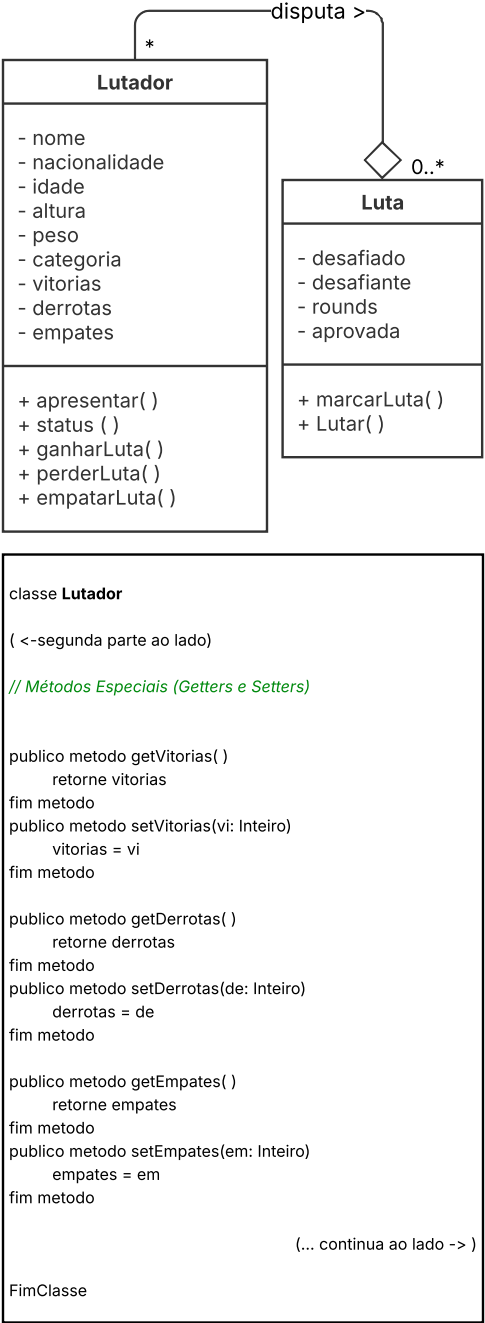 disputa >
*
Lutador
- nome
- nacionalidade
- idade
- altura
- peso
- categoria
- vitorias
- derrotas
- empates
+ apresentar( )
+ status ( )
+ ganharLuta( )
+ perderLuta( )
+ empatarLuta( )
0..*
Luta
- desafiado
- desafiante
- rounds
- aprovada
+ marcarLuta( )
+ Lutar( )
classe Lutador
( <-segunda parte ao lado)
// Métodos Especiais (Getters e Setters)
publico metodo getVitorias( )
retorne vitorias
fim metodo
publico metodo setVitorias(vi: Inteiro)
vitorias = vi
fim metodo
publico metodo getDerrotas( )
retorne derrotas
fim metodo
publico metodo setDerrotas(de: Inteiro)
derrotas = de
fim metodo
publico metodo getEmpates( )
retorne empates
fim metodo
publico metodo setEmpates(em: Inteiro)
empates = em
fim metodo
(... continua ao lado -> )
FimClasse